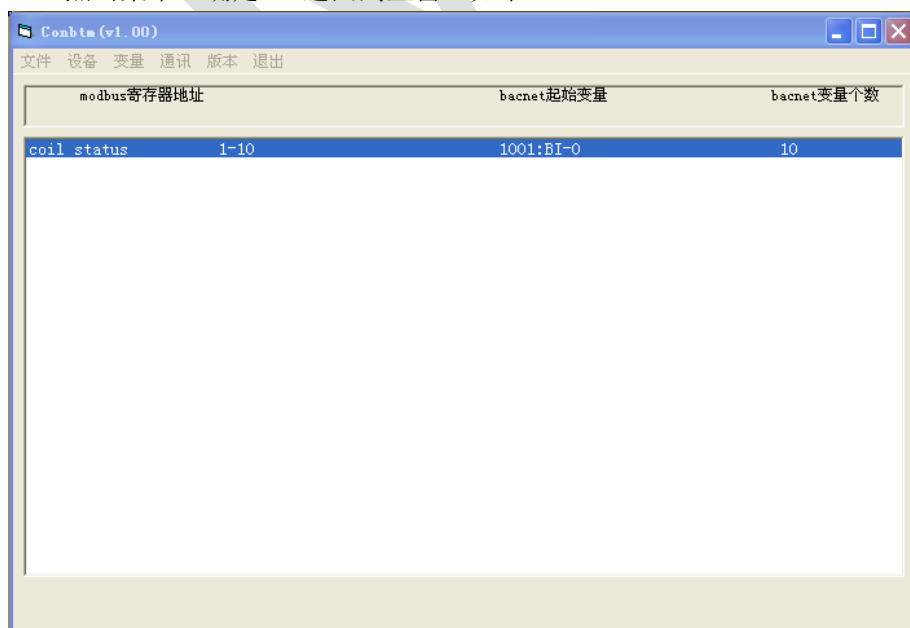 Conbtm(v1.00)
文件 设备 变量 通讯 版本 退出
modbus寄存器地址 bacnet起始变量 bacnet变量个数
coil status 1-10 1001:BI-0 10